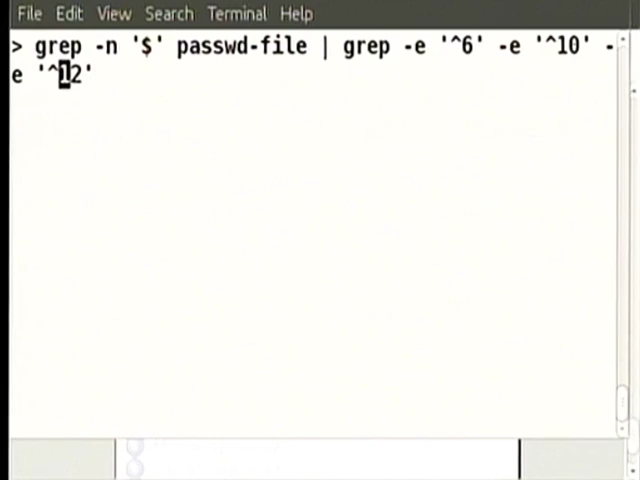 File Edit View Search Terminal Help
> grep -n '$' passwd-file | grep -e '^6' -e '^10' -
e '^12'